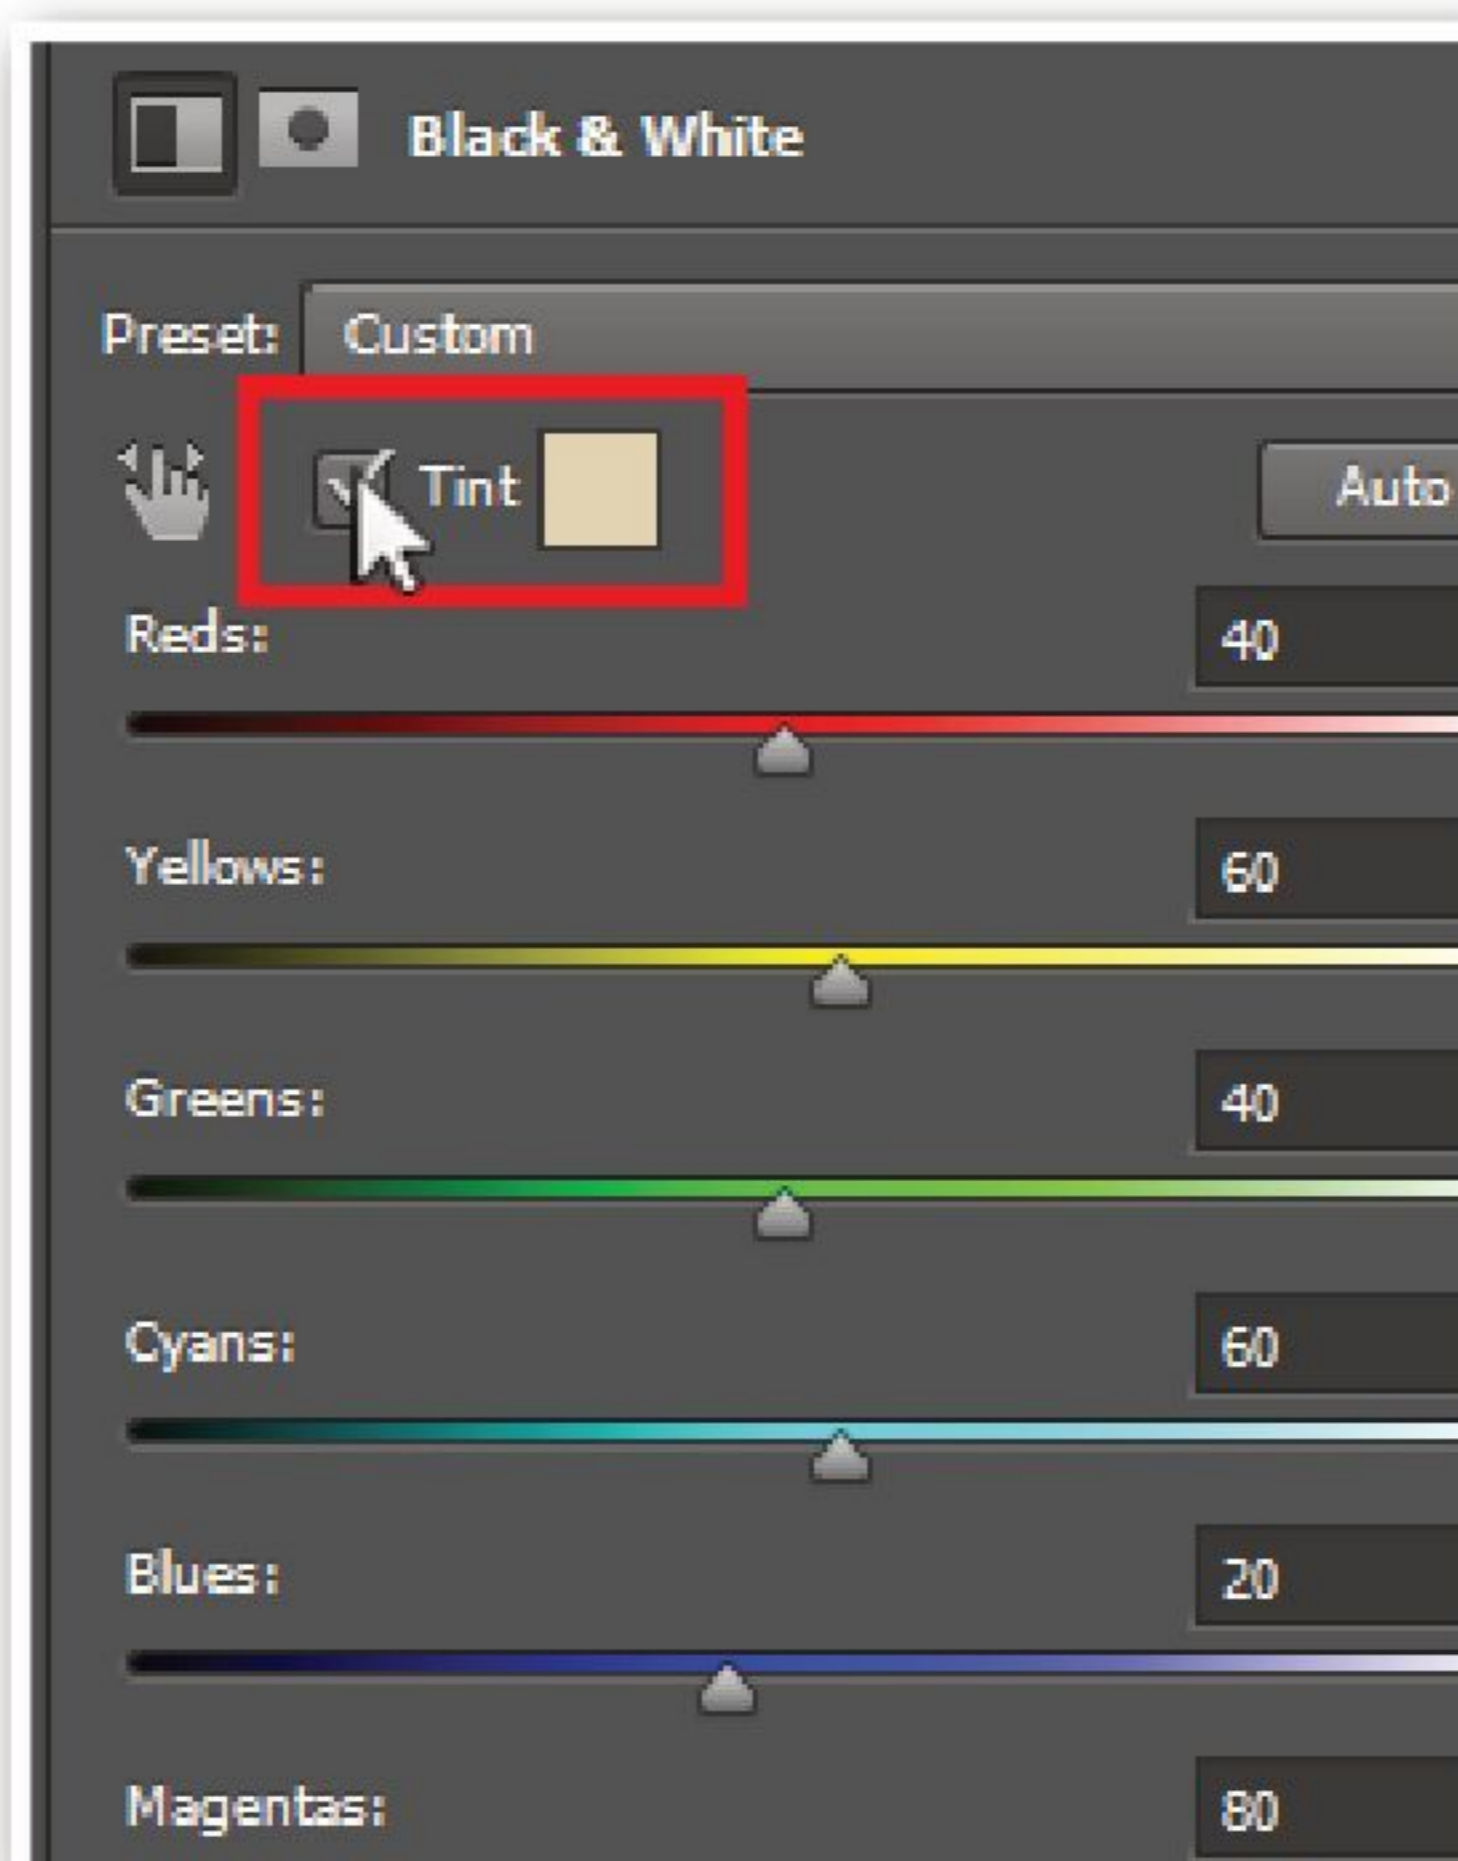 Black & White
Preset: Custom
Tint Auto
Reds: 40
Yellows: 60
Greens: 40
Cyans: 60
Blues: 20
Magentas: 80